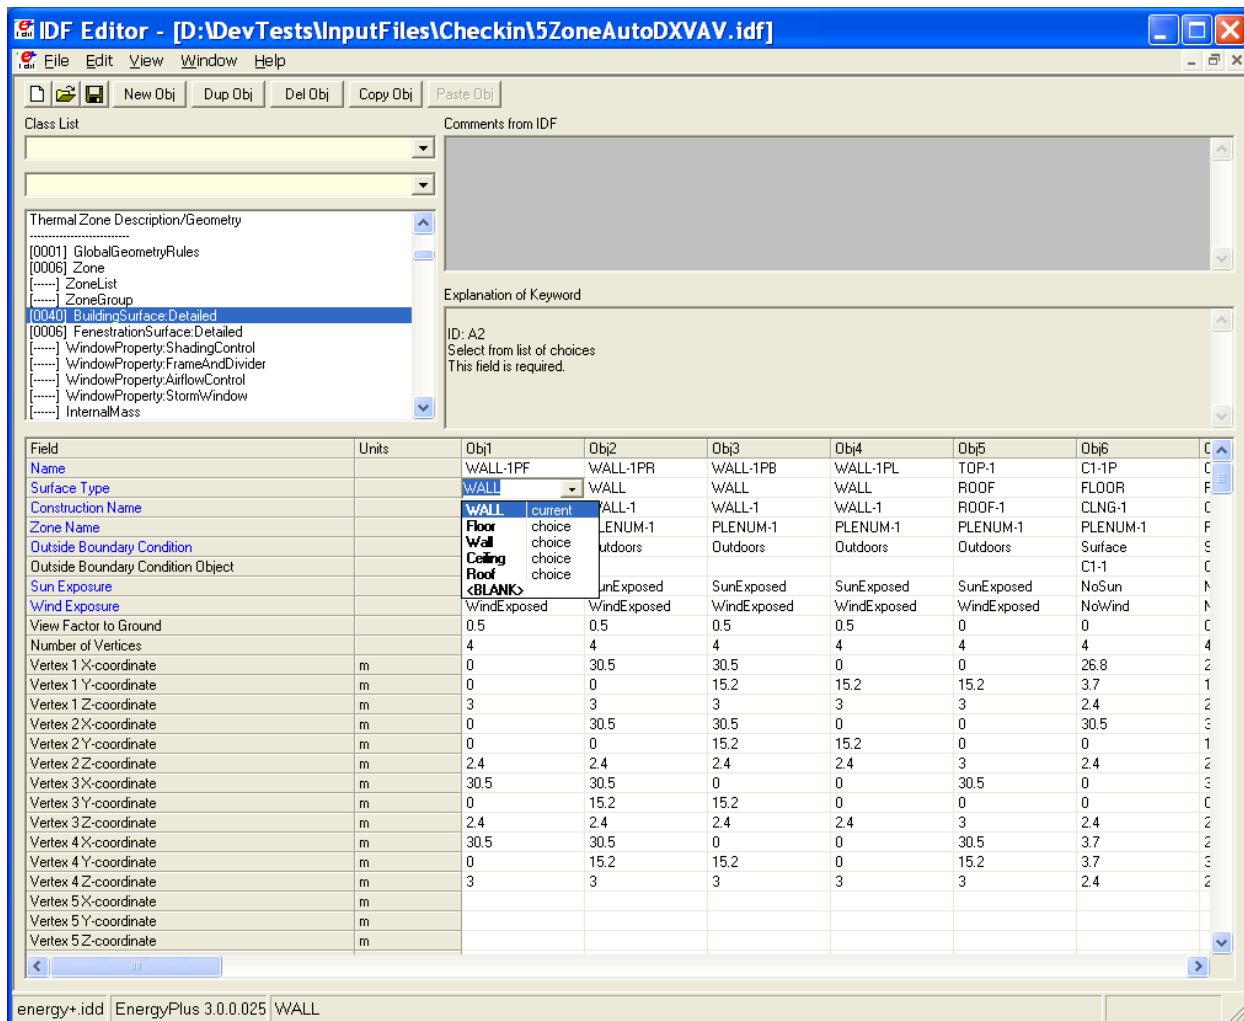 IDF Editor - [D:\DevTests\InputFiles\Checkin\5ZoneAutoDXVAV.idf]
File Edit View Window Help
New Obj Dup Obj Del Obj Copy Obj Paste Obj
Class List Comments from IDF
Thermal Zone Description/Geometry
--------------------------
[0001] GlobalGeometryRules
[0006] Zone
[------] ZoneList
[------] ZoneGroup
[0040] BuildingSurface:Detailed
[0006] FenestrationSurface:Detailed
[------] WindowProperty:ShadingControl
[------] WindowProperty:FrameAndDivider
[------] WindowProperty:AirflowControl
[------] WindowProperty:StormWindow
[------] InternalMass
Explanation of Keyword
ID: A2
Select from list of choices
This field is required.
Field Units Obj1 Obj2 Obj3 Obj4 Obj5 Obj6
Name WALL-1PF WALL-1PR WALL-1PB WALL-1PL TOP-1 C1-1P
Surface Type WALL WALL WALL WALL ROOF FLOOR
Construction Name WALL current ALL-1 WALL-1 WALL-1 ROOF-1 CLNG-1
Zone Name Floor choice LENUM-1 PLENUM-1 PLENUM-1 PLENUM-1 PLENUM-1
Outside Boundary Condition Wall choice utdoors Outdoors Outdoors Outdoors Surface
Outside Boundary Condition Object Ceiling choice C1-1
Sun Exposure Roof choice unExposed SunExposed SunExposed SunExposed NoSun
<BLANK>
Wind Exposure WindExposed WindExposed WindExposed WindExposed WindExposed NoWind
View Factor to Ground 0.5 0.5 0.5 0.5 0 0
Number of Vertices 4 4 4 4 4 4
Vertex 1 X-coordinate m 0 30.5 30.5 0 0 26.8
Vertex 1 Y-coordinate m 0 0 15.2 15.2 15.2 3.7
Vertex 1 Z-coordinate m 3 3 3 3 3 2.4
Vertex 2 X-coordinate m 0 30.5 30.5 0 0 30.5
Vertex 2 Y-coordinate m 0 0 15.2 15.2 0 0
Vertex 2 Z-coordinate m 2.4 2.4 2.4 2.4 3 2.4
Vertex 3 X-coordinate m 30.5 30.5 0 0 30.5 0
Vertex 3 Y-coordinate m 0 15.2 15.2 0 0 0
Vertex 3 Z-coordinate m 2.4 2.4 2.4 2.4 3 2.4
Vertex 4 X-coordinate m 30.5 30.5 0 0 30.5 3.7
Vertex 4 Y-coordinate m 0 15.2 15.2 0 15.2 3.7
Vertex 4 Z-coordinate m 3 3 3 3 3 2.4
Vertex 5 X-coordinate m
Vertex 5 Y-coordinate m
Vertex 5 Z-coordinate m
energy+.idd EnergyPlus 3.0.0.025 WALL